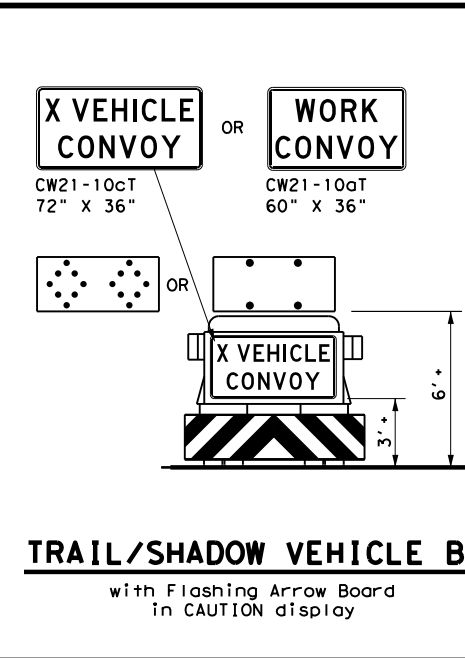 X VEHICLE
CONVOY
OR
WORK
CONVOY
CW21-10cT
72" X 36"
CW21-10aT
60" X 36"
OR
X VEHICLE
CONVOY
6' +
3' +
TRAIL/SHADOW VEHICLE B
with Flashing Arrow Board
in CAUTION display